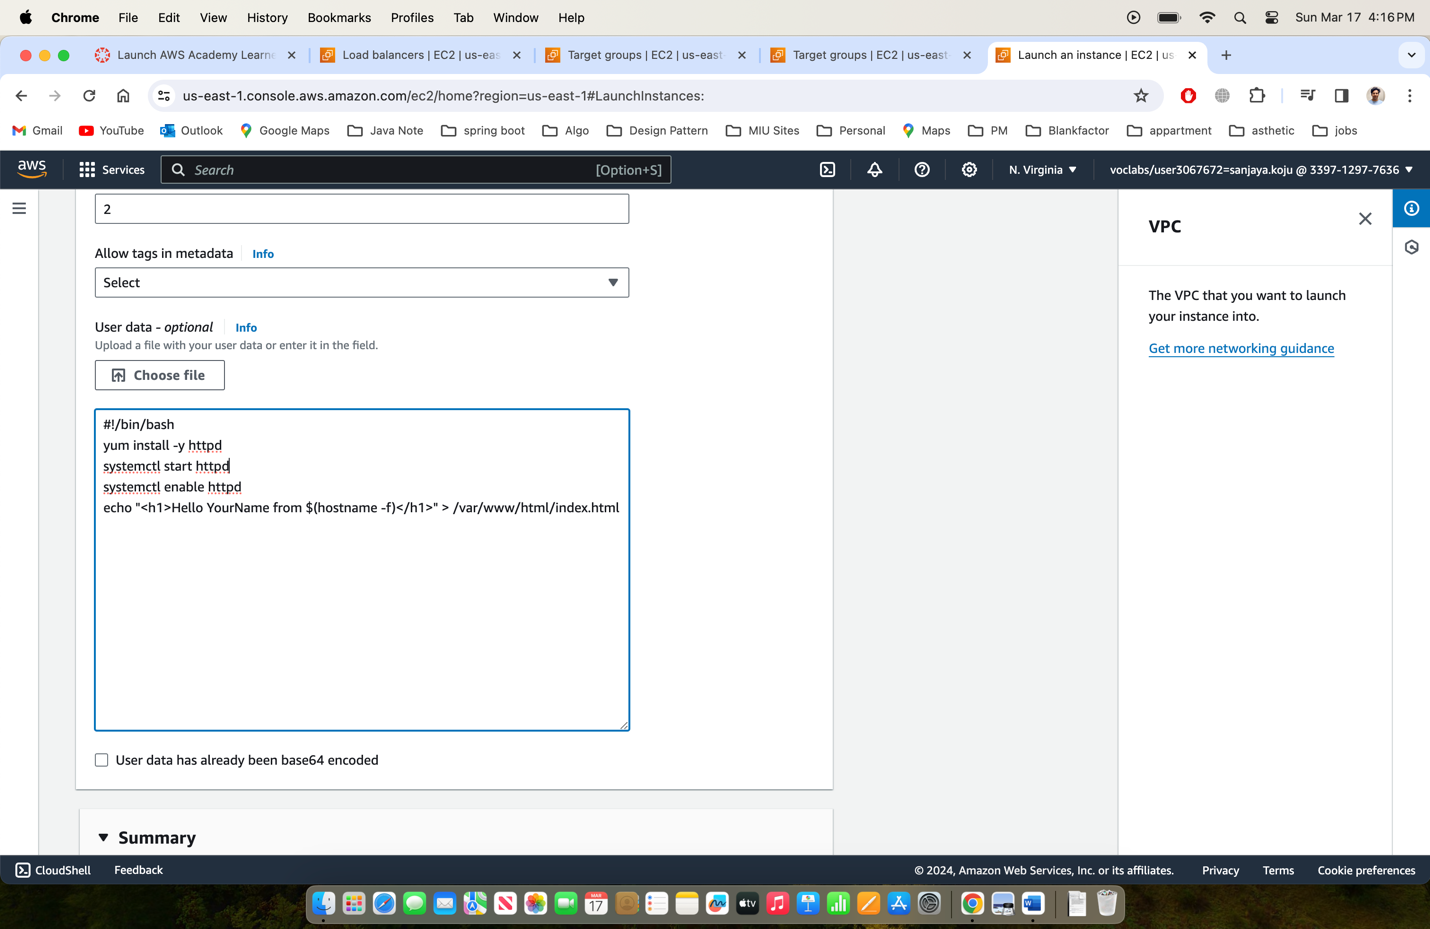 Chrome File Edit View History Bookmarks Profiles Tab Window Help Sun Mar 17 4:16 PM
Launch AWS Academy Learne Load balancers | EC2 | us-eas Target groups | EC2 | us-east- Target groups | EC2 | us-east- Launch an instance | EC2 | us
us-east-1.console.aws.amazon.com/ec2/home?region=us-east-1#LaunchInstances:
Gmail YouTube Outlook Google Maps Java Note spring boot Algo Design Pattern MIU Sites Personal Maps PM Blankfactor appartment asthetic jobs
aws Services Search [Option+S] N. Virginia voclabs/user3067672=sanjaya.koju @ 3397-1297-7636
2
Allow tags in metadata Info
Select
User data - optional Info
Upload a file with your user data or enter it in the field.
Choose file
#!/bin/bash
yum install -y httpd
systemctl start httpd
systemctl enable httpd
echo "<h1>Hello YourName from $(hostname -f)</h1>" > /var/www/html/index.html
User data has already been base64 encoded
Summary
VPC
The VPC that you want to launch
your instance into.
Get more networking guidance
CloudShell Feedback © 2024, Amazon Web Services, Inc. or its affiliates. Privacy Terms Cookie preferences
MAR
17
tv
W